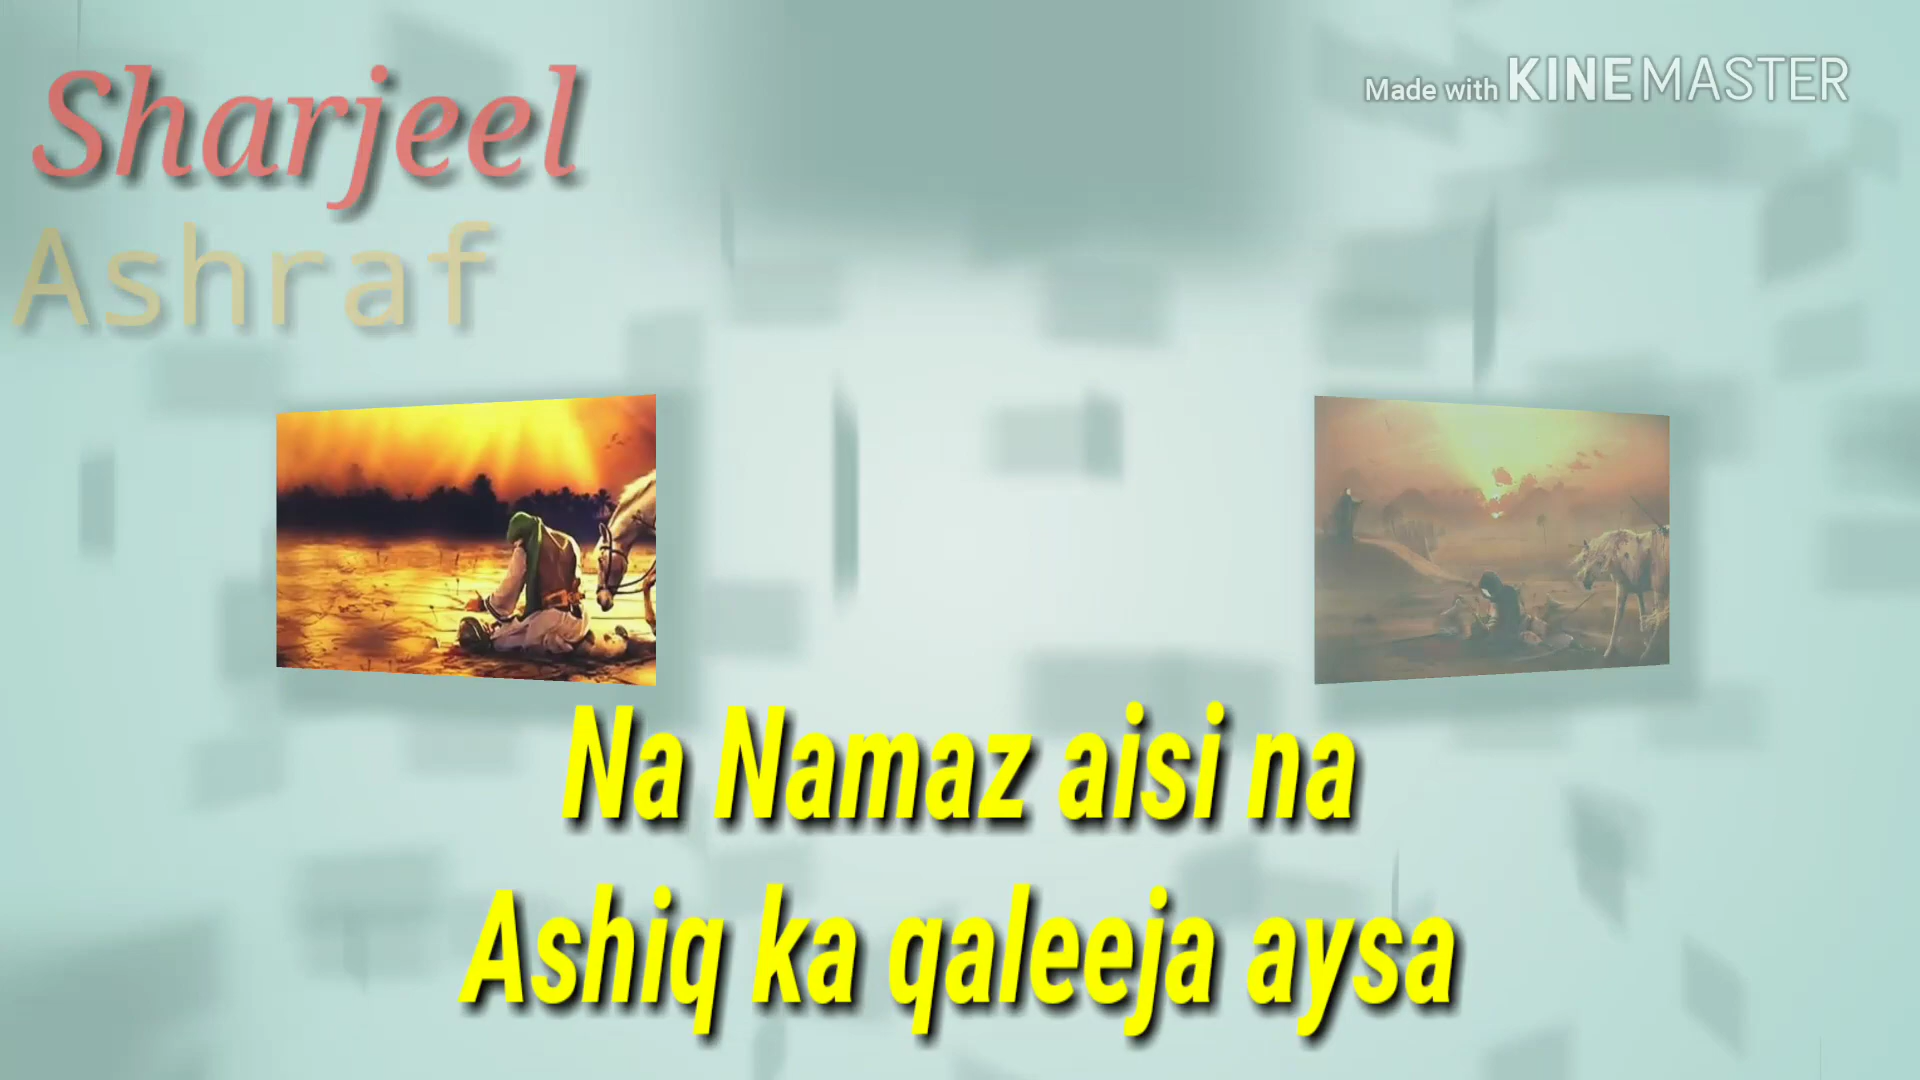 Sharjeel
Made with KINEMASTER
Ashraf
Na Namaz aisi na
Ashiq ka qaleeja aysa